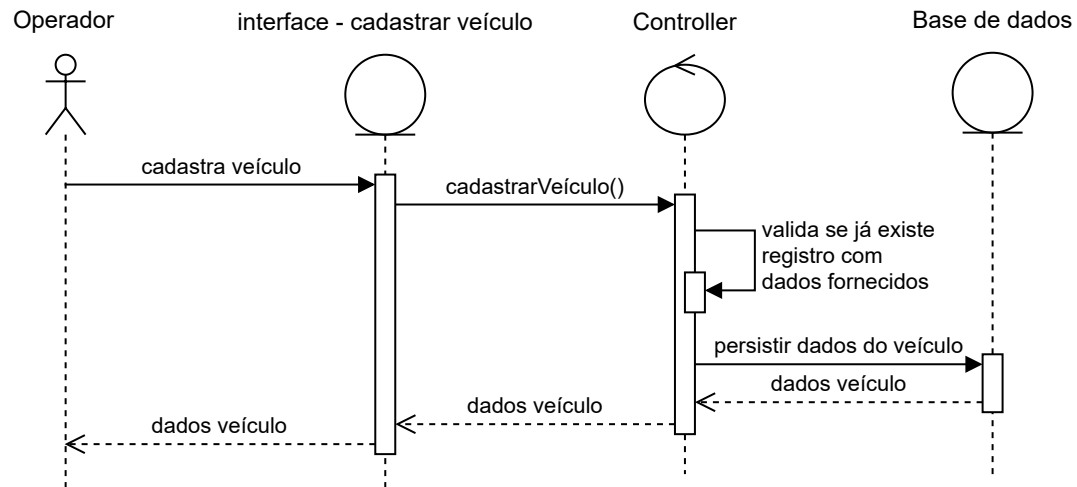 Operador
interface - cadastrar veículo
Controller
Base de dados
cadastra veículo
cadastrarVeículo()
valida se já existe
registro com
dados fornecidos
persistir dados do veículo
dados veículo
dados veículo
dados veículo